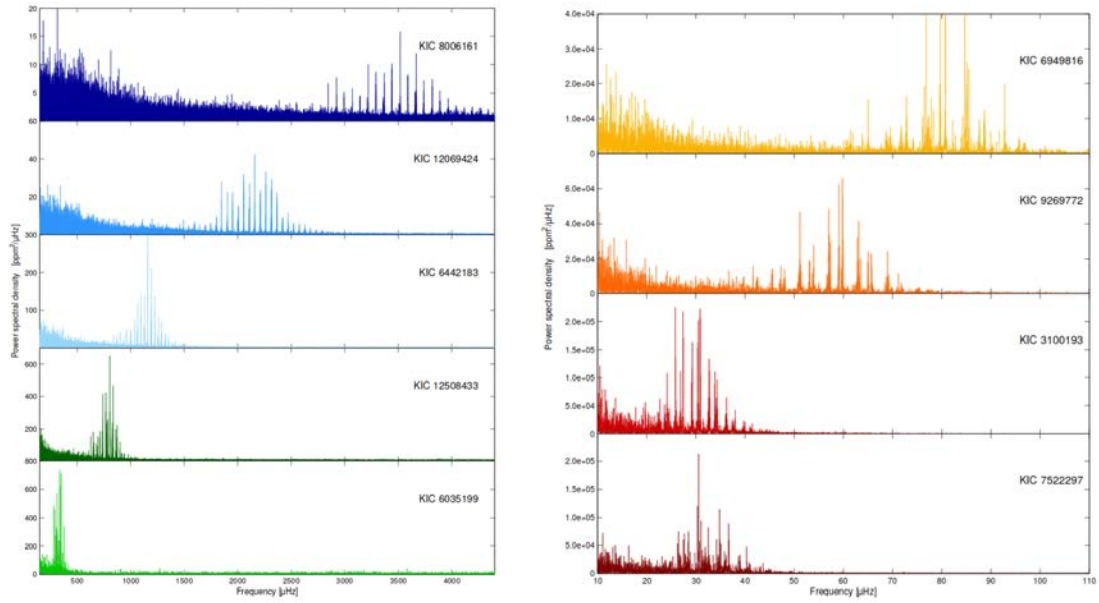 20
15
10
5
60
KIC 8006161
40
20
300
KIC 12069424
200
100
KIC 6442183
600
400
200
800
KIC 12508433
600
400
200
0
KIC 6035199
500
1000
1500
2000
2500
3000
3500
4000
Frequency [μHz]
Power spectral density [ppm²/μHz]
4.0e+04
3.0e+04
2.0e+04
1.0e+04
0
KIC 6949816
6.0e+04
4.0e+04
2.0e+04
0
KIC 9269772
2.0e+05
1.5e+05
1.0e+05
5.0e+04
0
KIC 3100193
2.0e+05
1.5e+05
1.0e+05
5.0e+04
0
KIC 7522297
10
20
30
40
50
60
70
80
90
100
110
Frequency [μHz]
Power spectral density [ppm²/μHz]